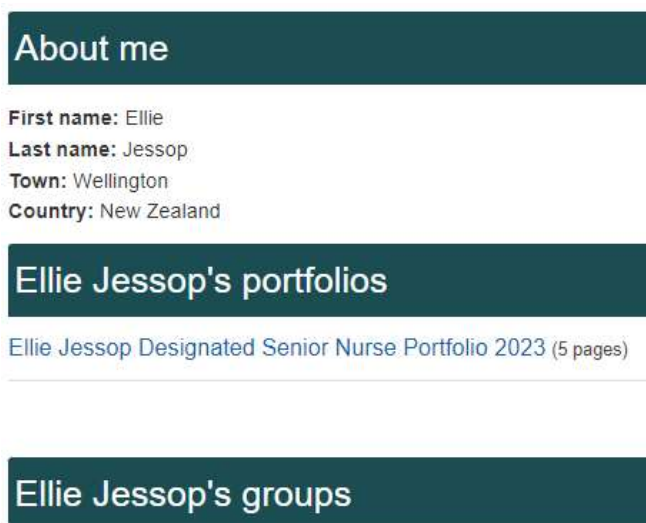 About me
First name: Ellie
Last name: Jessop
Town: Wellington
Country: New Zealand
Ellie Jessop's portfolios
Ellie Jessop Designated Senior Nurse Portfolio 2023 (5 pages)
Ellie Jessop's groups